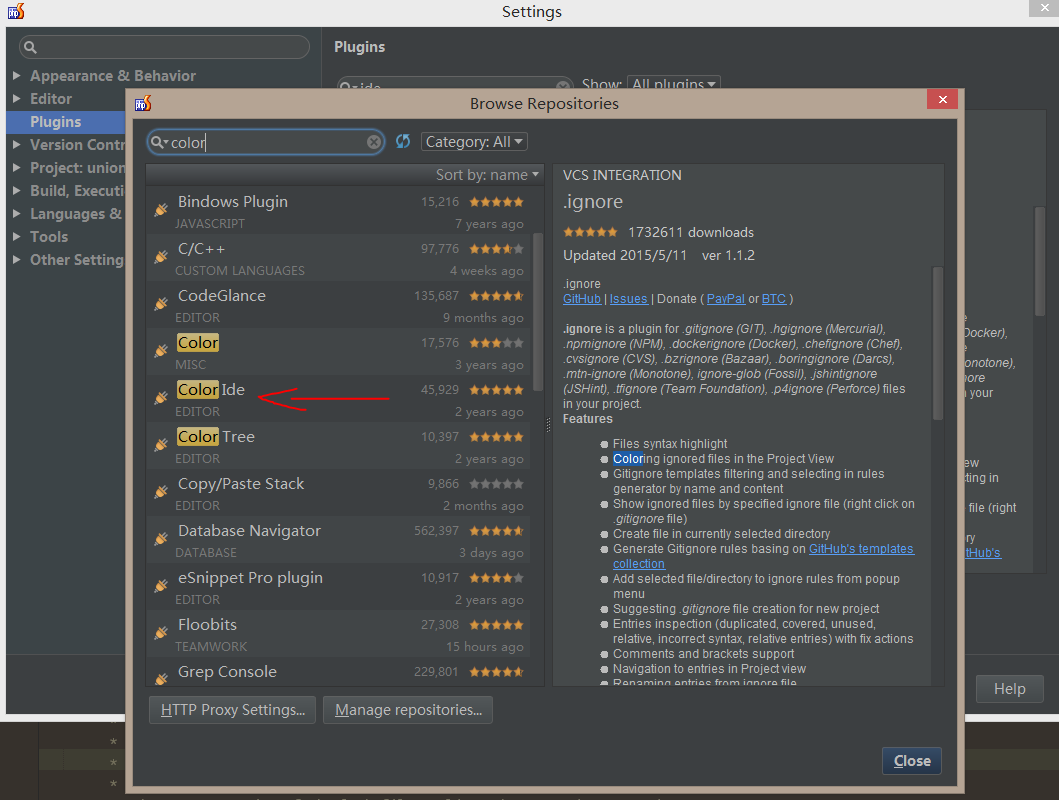 Settings
Appearance & Behavior
Editor
Plugins
Version Contr
Project: union
Build, Executi
Languages &
Tools
Other Setting
Plugins
ide
Show: All plugins
Browse Repositories
color
Category: All
Sort by: name
Bindows Plugin 15,216
JAVASCRIPT 7 years ago
C/C++ 97,776
CUSTOM LANGUAGES 4 weeks ago
CodeGlance 135,687
EDITOR 9 months ago
Color 17,576
MISC 3 years ago
Color Ide 45,929
EDITOR 2 years ago
Color Tree 10,397
EDITOR 2 years ago
Copy/Paste Stack 9,866
EDITOR 2 months ago
Database Navigator 562,397
DATABASE 3 days ago
eSnippet Pro plugin 10,917
EDITOR 2 years ago
Floobits 27,308
TEAMWORK 15 hours ago
Grep Console 229,801
VCS INTEGRATION
.ignore
1732611 downloads
Updated 2015/5/11 ver 1.1.2
.ignore
GitHub | Issues | Donate ( PayPal or BTC )
.ignore is a plugin for .gitignore (GIT), .hgignore (Mercurial),
.npmignore (NPM), .dockerignore (Docker), .chefignore (Chef),
.cvsignore (CVS), .bzrignore (Bazaar), .boringignore (Darcs),
.mtn-ignore (Monotone), ignore-glob (Fossil), .jshintignore
(JSHint), .tfignore (Team Foundation), .p4ignore (Perforce) files
in your project.
Features
Files syntax highlight
Coloring ignored files in the Project View
Gitignore templates filtering and selecting in rules
generator by name and content
Show ignored files by specified ignore file (right click on
.gitignore file)
Create file in currently selected directory
Generate Gitignore rules basing on GitHub's templates
collection
Add selected file/directory to ignore rules from popup
menu
Suggesting .gitignore file creation for new project
Entries inspection (duplicated, covered, unused,
relative, incorrect syntax, relative entries) with fix actions
Comments and brackets support
Navigation to entries in Project view
Renaming entries from ignore file
HTTP Proxy Settings...
Manage repositories...
Close
Docker),
onotone),
nore
n your
ew
cting in
file (right
ory
tHub's
Help
*
*
*